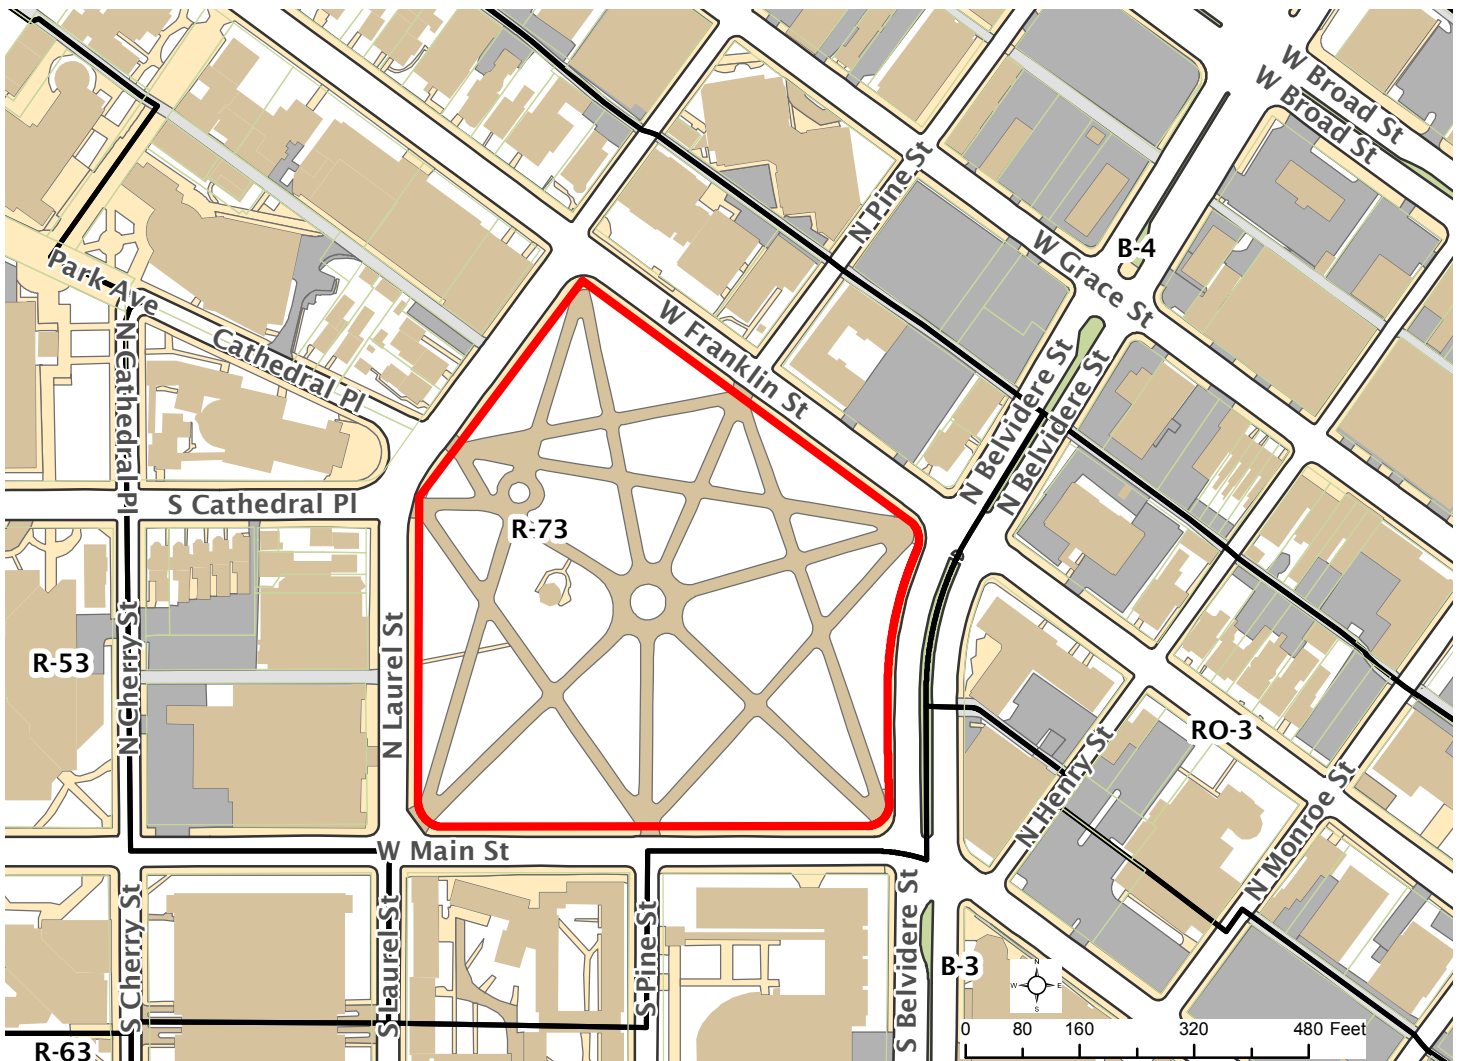 W Broad St
W Broad St
N Pine St
B-4
W Grace St
Park Ave
N Cathedral Pl
Cathedral Pl
W Franklin St
N Belvidere St
N Belvidere St
S Cathedral Pl
R-73
N Cherry St
R-53
N Laurel St
RO-3
N Henry St
N Monroe St
W Main St
S Cherry St
S Laurel St
S Pine St
S Belvidere St
B-3
N
W E
S
0 80 160 320 480 Feet
R-63